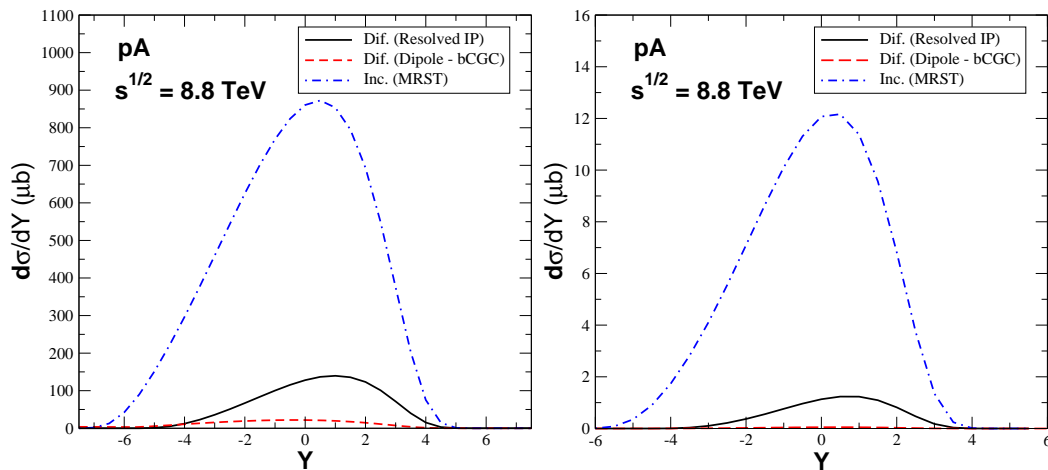 1100
1000
900
800
700
600
500
400
300
200
100
0
-6
-4
-2
0
2
4
6
Y
dσ/dY (μb)
pA
s^1/2 = 8.8 TeV
Dif. (Resolved IP)
Dif. (Dipole - bCGC)
Inc. (MRST)
16
14
12
10
8
6
4
2
0
-6
-4
-2
0
2
4
6
Y
dσ/dY (μb)
pA
s^1/2 = 8.8 TeV
Dif. (Resolved IP)
Dif. (Dipole - bCGC)
Inc. (MRST)